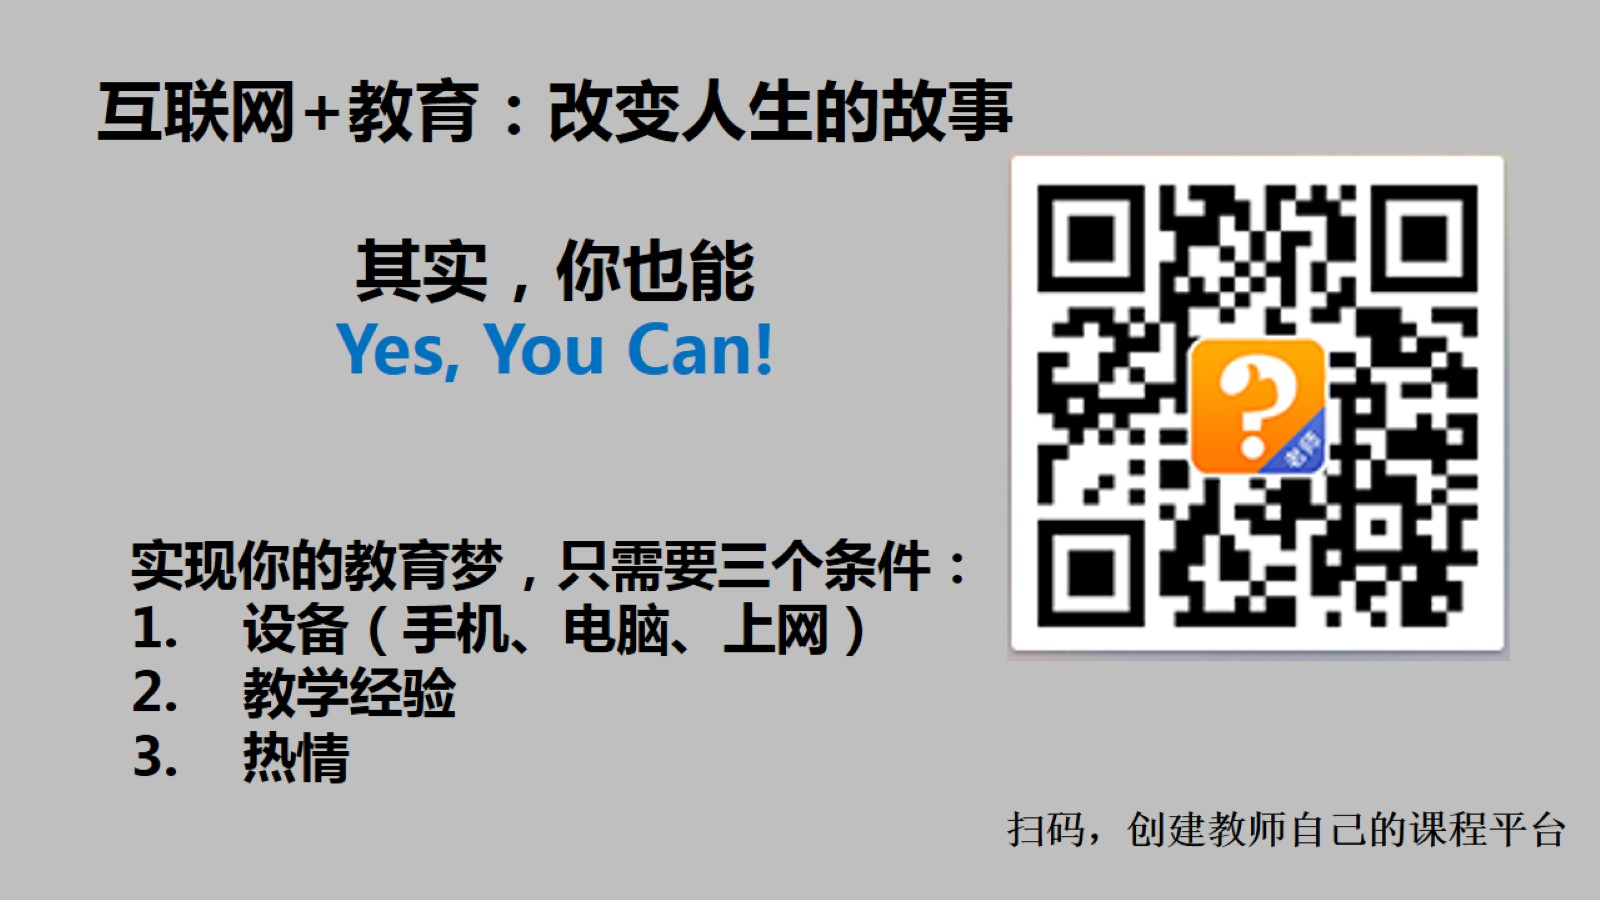 互联网+教育：改变人生的故事
其实，你也能
Yes, You Can!
?
老师
实现你的教育梦，只需要三个条件：
1. 设备（手机、电脑、上网）
2. 教学经验
3. 热情
扫码，创建教师自己的课程平台